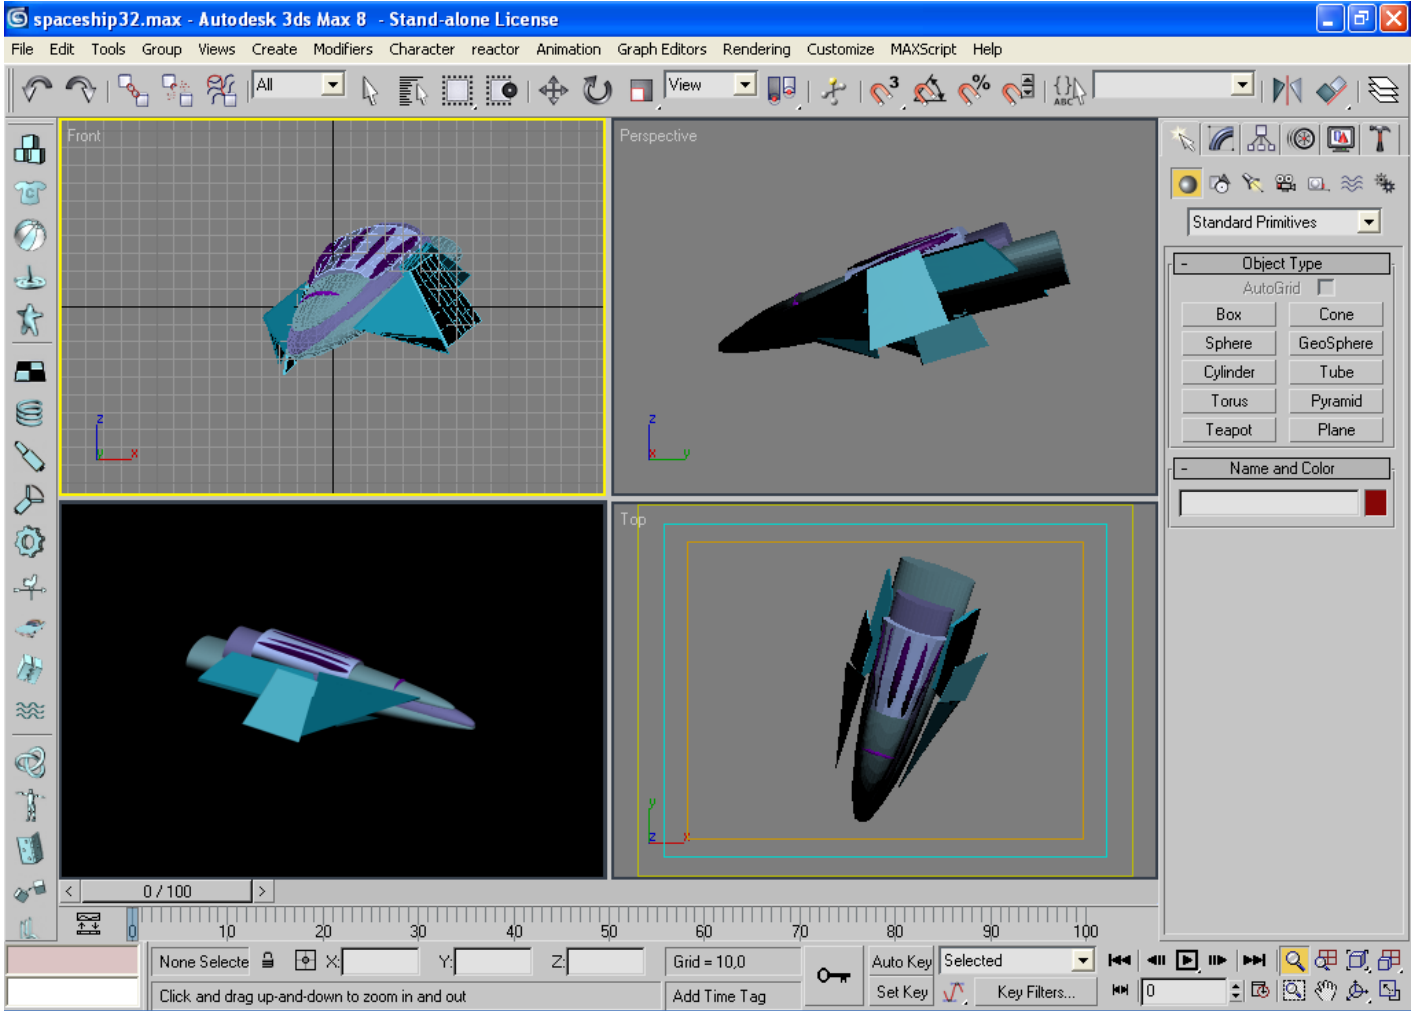 spaceship32.max - Autodesk 3ds Max 8 - Stand-alone License
File Edit Tools Group Views Create Modifiers Character reactor Animation Graph Editors Rendering Customize MAXScript Help
All
View
3
%
ABC
Front
Perspective
Standard Primitives
- Object Type
AutoGrid
Box Cone
Sphere GeoSphere
Cylinder Tube
Torus Pyramid
Teapot Plane
- Name and Color
z
y x
z
x y
Top
y
z x
< 0 / 100 >
0 10 20 30 40 50 60 70 80 90 100
None Selecte X: Y: Z: Grid = 10,0 Auto Key Selected
Click and drag up-and-down to zoom in and out Add Time Tag Set Key Key Filters... 0